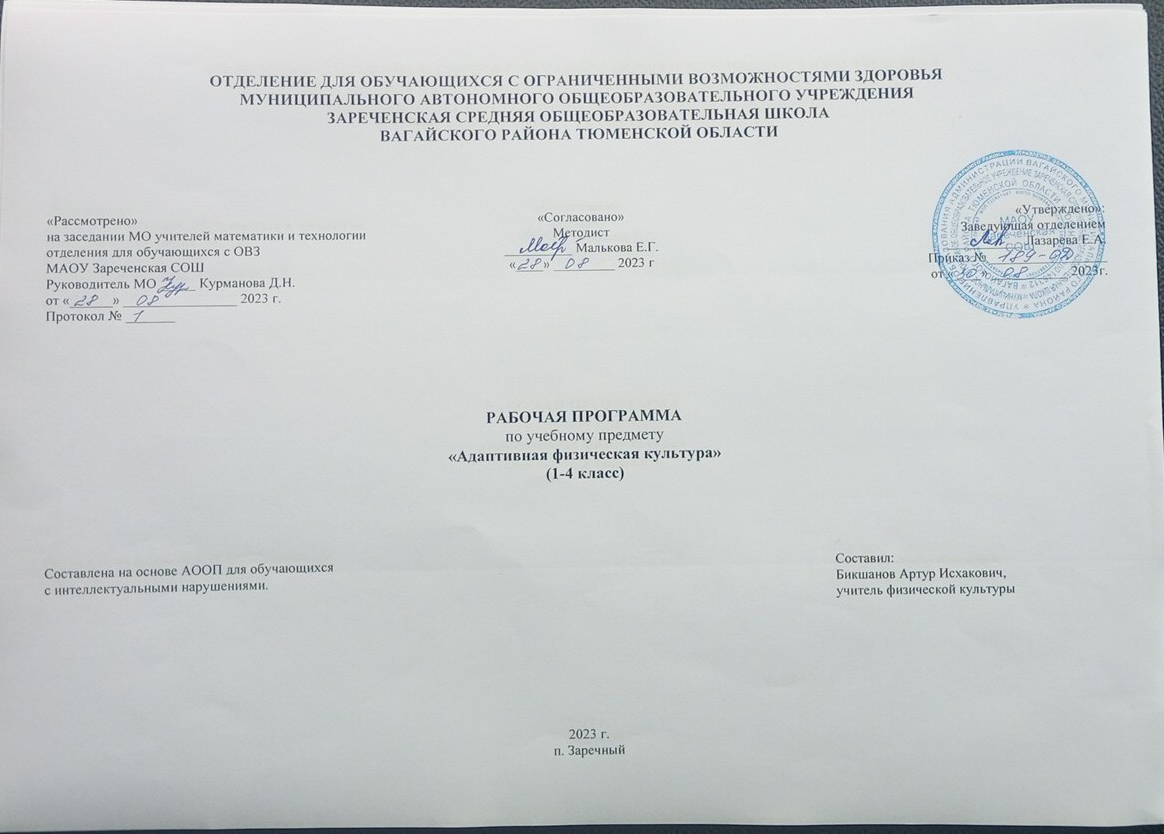 ОТДЕЛЕНИЕ ДЛЯ ОБУЧАЮЩИХСЯ С ОГРАНИЧЕННЫМИ ВОЗМОЖНОСТЯМИ ЗДОРОВЬЯ
МУНИЦИПАЛЬНОГО АВТОНОМНОГО ОБЩЕОБРАЗОВАТЕЛЬНОГО УЧРЕЖДЕНИЯ
ЗАРЕЧЕНСКАЯ СРЕДНЯЯ ОБЩЕОБРАЗОВАТЕЛЬНАЯ ШКОЛА
ВАГАЙСКОГО РАЙОНА ТЮМЕНСКОЙ ОБЛАСТИ
«Рассмотрено»
на заседании МО учителей математики и технологии
отделения для обучающихся с ОВЗ
МАОУ Зареченская СОШ
Руководитель МО Курманова Д.Н.
от « 28 » 08 2023 г.
Протокол № 1
«Согласовано»
Методист
Малькова Е.Г.
«28» 08 2023 г
«Утверждено»:
Заведующая отделением
Лазарева Е.А.
Приказ № 189-ОД
от «30» 08 2023г.
МАОУ
Зареченская
СОШ
РАБОЧАЯ ПРОГРАММА
по учебному предмету
«Адаптивная физическая культура»
(1-4 класс)
Составлена на основе АООП для обучающихся
с интеллектуальными нарушениями.
Составил:
Бикшанов Артур Исхакович,
учитель физической культуры
2023 г.
п. Заречный